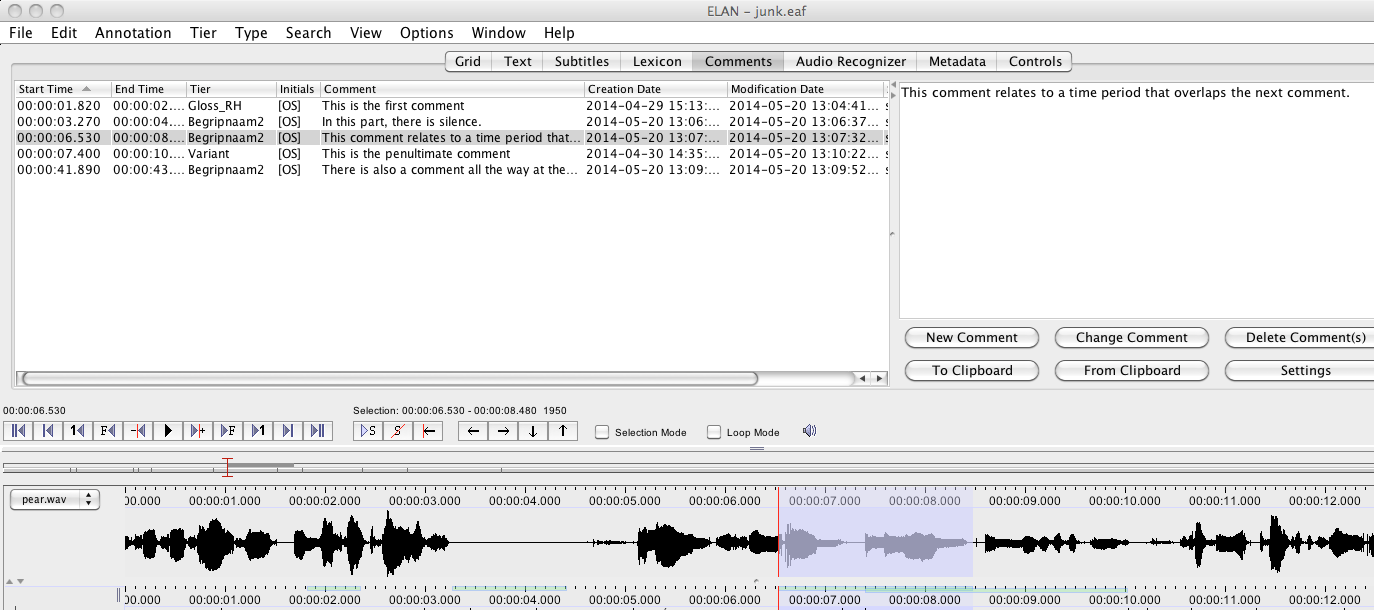 ELAN - junk.eaf
File Edit Annotation Tier Type Search View Options Window Help
Grid Text Subtitles Lexicon Comments Audio Recognizer Metadata Controls
Start Time End Time Tier Initials Comment Creation Date Modification Date
00:00:01.820 00:00:02.... Gloss_RH [OS] This is the first comment 2014-04-29 15:13:... 2014-05-20 13:04:41... s
00:00:03.270 00:00:04.... Begripnaam2 [OS] In this part, there is silence. 2014-05-20 13:06:... 2014-05-20 13:06:37... s
00:00:06.530 00:00:08.... Begripnaam2 [OS] This comment relates to a time period that... 2014-05-20 13:07:... 2014-05-20 13:07:32... s
00:00:07.400 00:00:10.... Variant [OS] This is the penultimate comment 2014-04-30 14:35:... 2014-05-20 13:10:22... s
00:00:41.890 00:00:43.... Begripnaam2 [OS] There is also a comment all the way at the... 2014-05-20 13:09:... 2014-05-20 13:09:52... s
This comment relates to a time period that overlaps the next comment.
New Comment Change Comment Delete Comment(s)
To Clipboard From Clipboard Settings
00:00:06.530 Selection: 00:00:06.530 - 00:00:08.480 1950
1 F F 1 S S Selection Mode Loop Mode
pear.wav
00.000 00:00:01.000 00:00:02.000 00:00:03.000 00:00:04.000 00:00:05.000 00:00:06.000 00:00:07.000 00:00:08.000 00:00:09.000 00:00:10.000 00:00:11.000 00:00:12.000
00.000 00:00:01.000 00:00:02.000 00:00:03.000 00:00:04.000 00:00:05.000 00:00:06.000 00:00:07.000 00:00:08.000 00:00:09.000 00:00:10.000 00:00:11.000 00:00:12.000